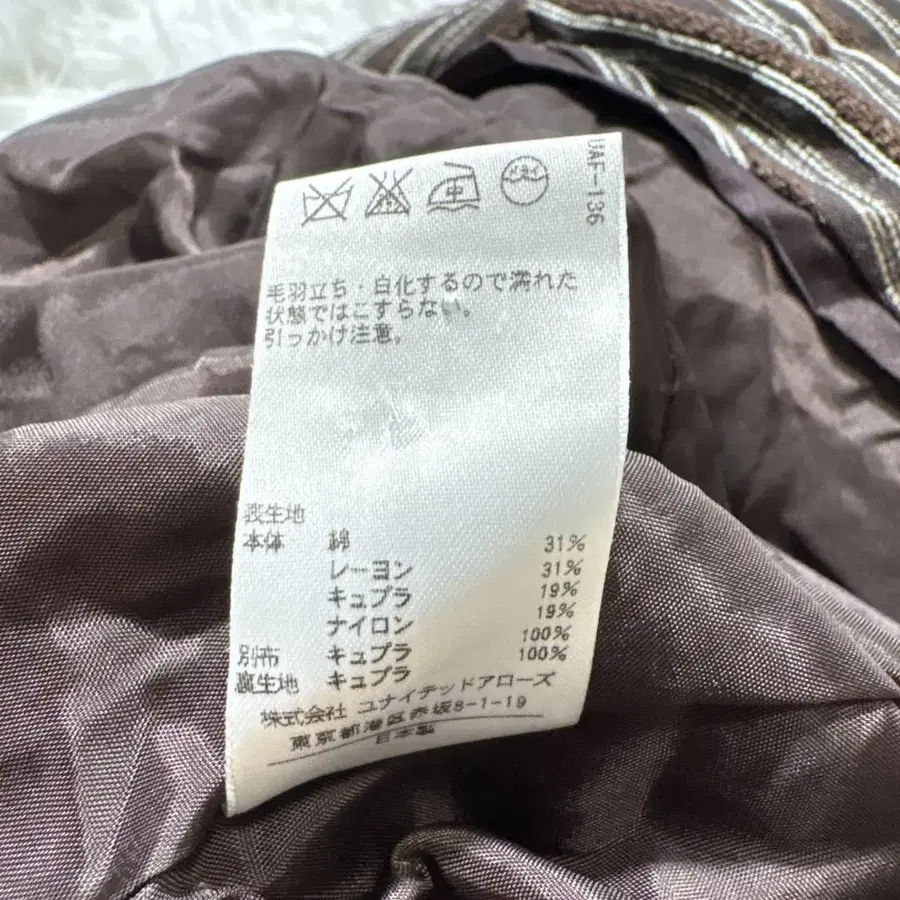 UAF-136
中
毛羽立ち・白化するので濡れた
状態ではこすらない。
引っかけ注意。
表生地
本体 綿 31%
レーヨン 31%
キュプラ 19%
ナイロン 19%
別布 キュプラ 100%
裏生地 キュプラ 100%
株式会社 ユナイテッドアローズ
東京都港区赤坂8-1-19
日本製